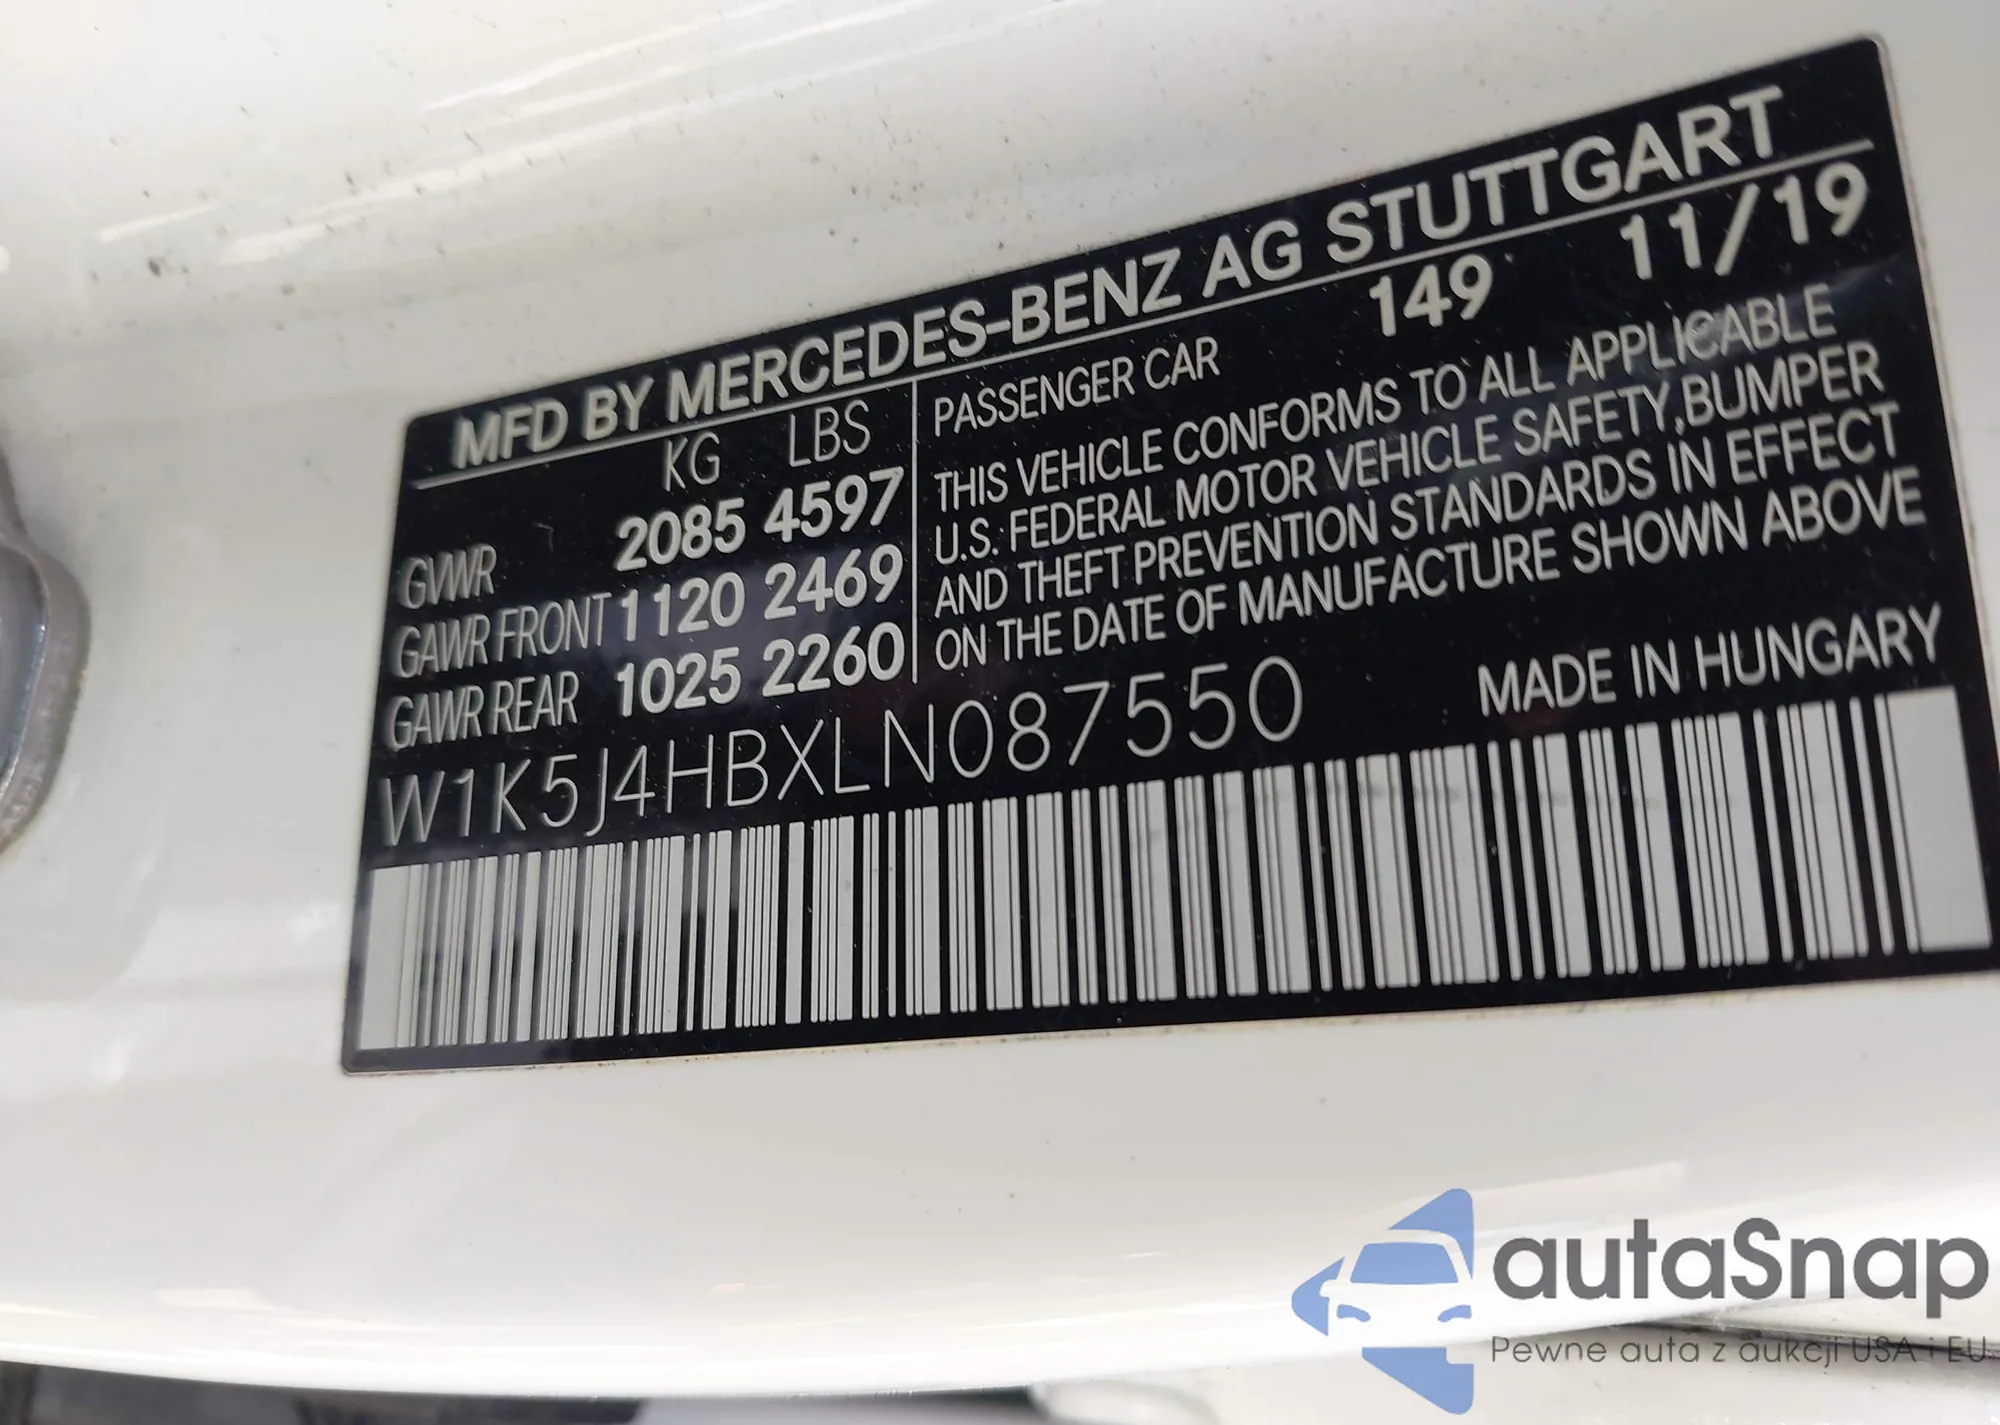 MFD BY MERCEDES-BENZ AG STUTTGART
KG LBS
GVWR 2085 4597
GAWR FRONT 1120 2469
GAWR REAR 1025 2260
PASSENGER CAR 149 11/19
THIS VEHICLE CONFORMS TO ALL APPLICABLE
U.S. FEDERAL MOTOR VEHICLE SAFETY,BUMPER
AND THEFT PREVENTION STANDARDS IN EFFECT
ON THE DATE OF MANUFACTURE SHOWN ABOVE
W1K5J4HBXLN087550
MADE IN HUNGARY
autaSnap
Pewne auta z aukcji USA i EU